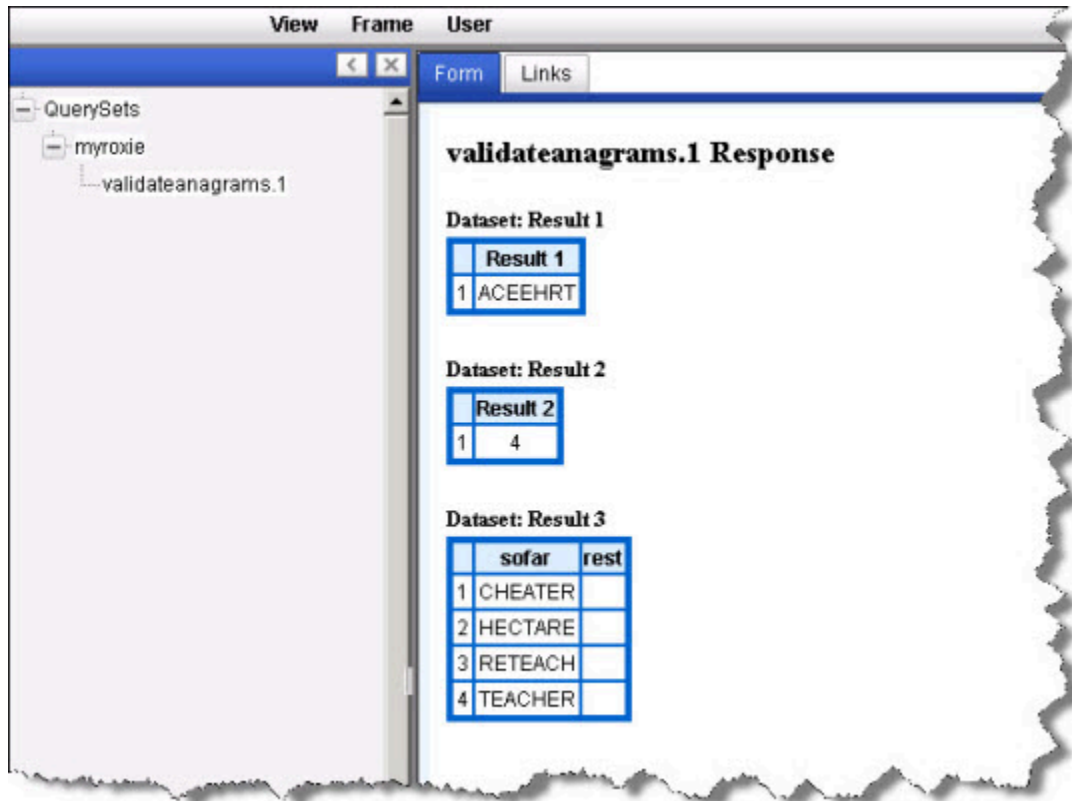 View Frame User
Form Links
QuerySets
myroxie
validateanagrams.1
validateanagrams.1 Response
Dataset: Result 1
Result 1
1 ACEEHRT
Dataset: Result 2
Result 2
1 4
Dataset: Result 3
sofar rest
1 CHEATER
2 HECTARE
3 RETEACH
4 TEACHER